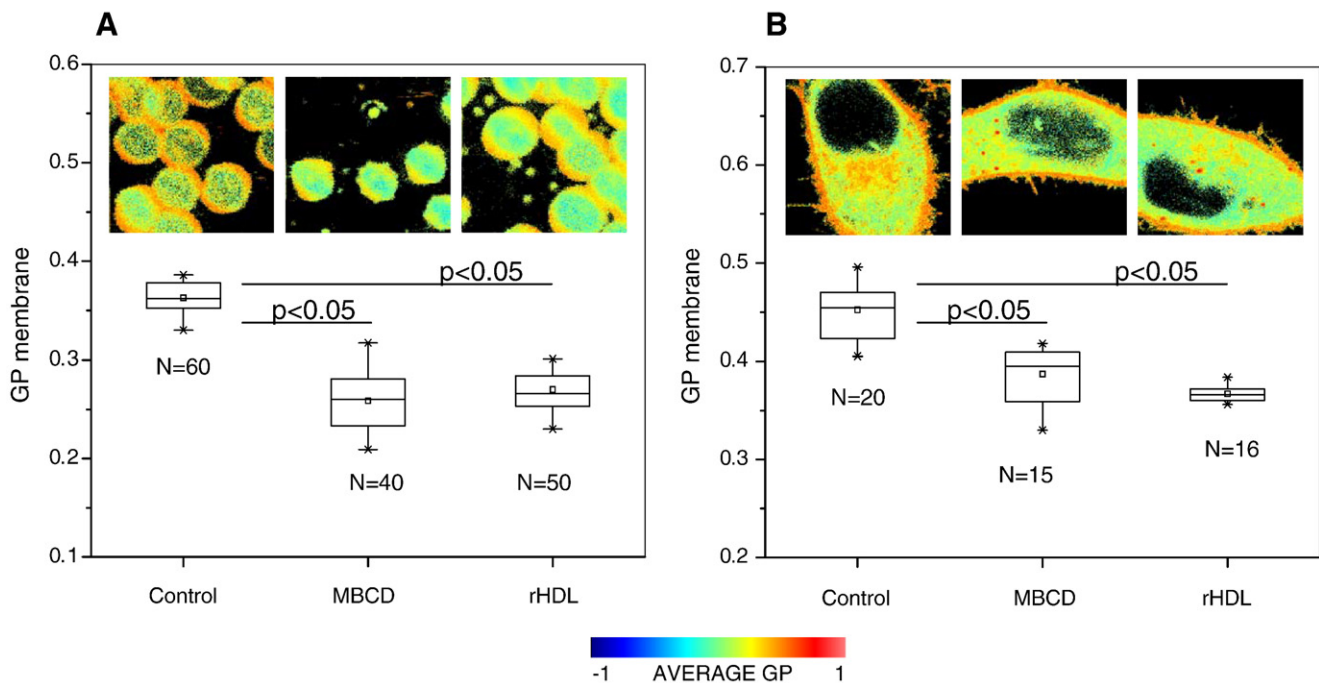 A
0.6
0.5
0.4
0.3
0.2
0.1
GP membrane
p<0.05
p<0.05
N=60
N=40
N=50
Control
MBCD
rHDL
B
0.7
0.6
0.5
0.4
0.3
0.2
GP membrane
p<0.05
p<0.05
N=20
N=15
N=16
Control
MBCD
rHDL
-1 AVERAGE GP 1